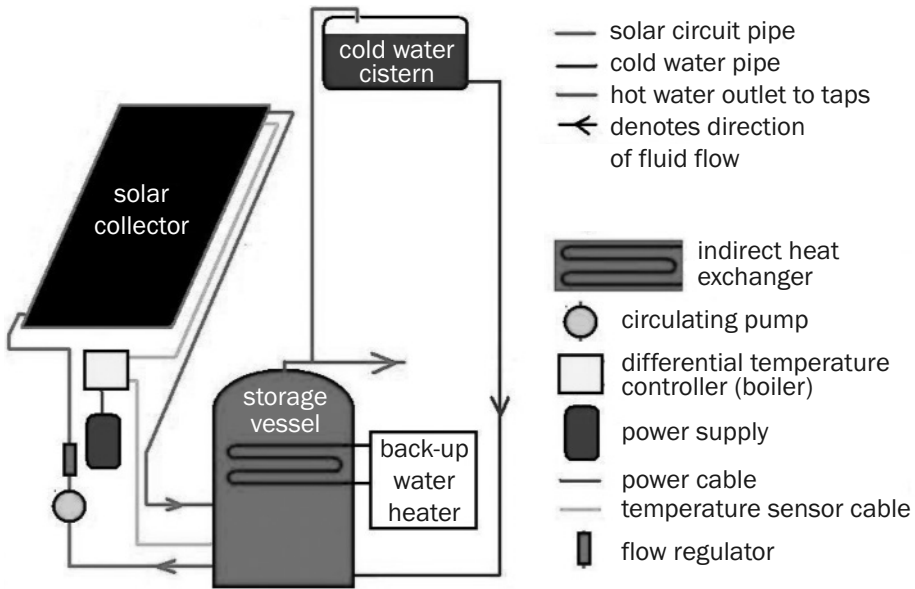 cold water
cistern
solar
collector
storage
vessel
back-up
water
heater
solar circuit pipe
cold water pipe
hot water outlet to taps
denotes direction
of fluid flow
indirect heat
exchanger
circulating pump
differential temperature
controller (boiler)
power supply
power cable
temperature sensor cable
flow regulator